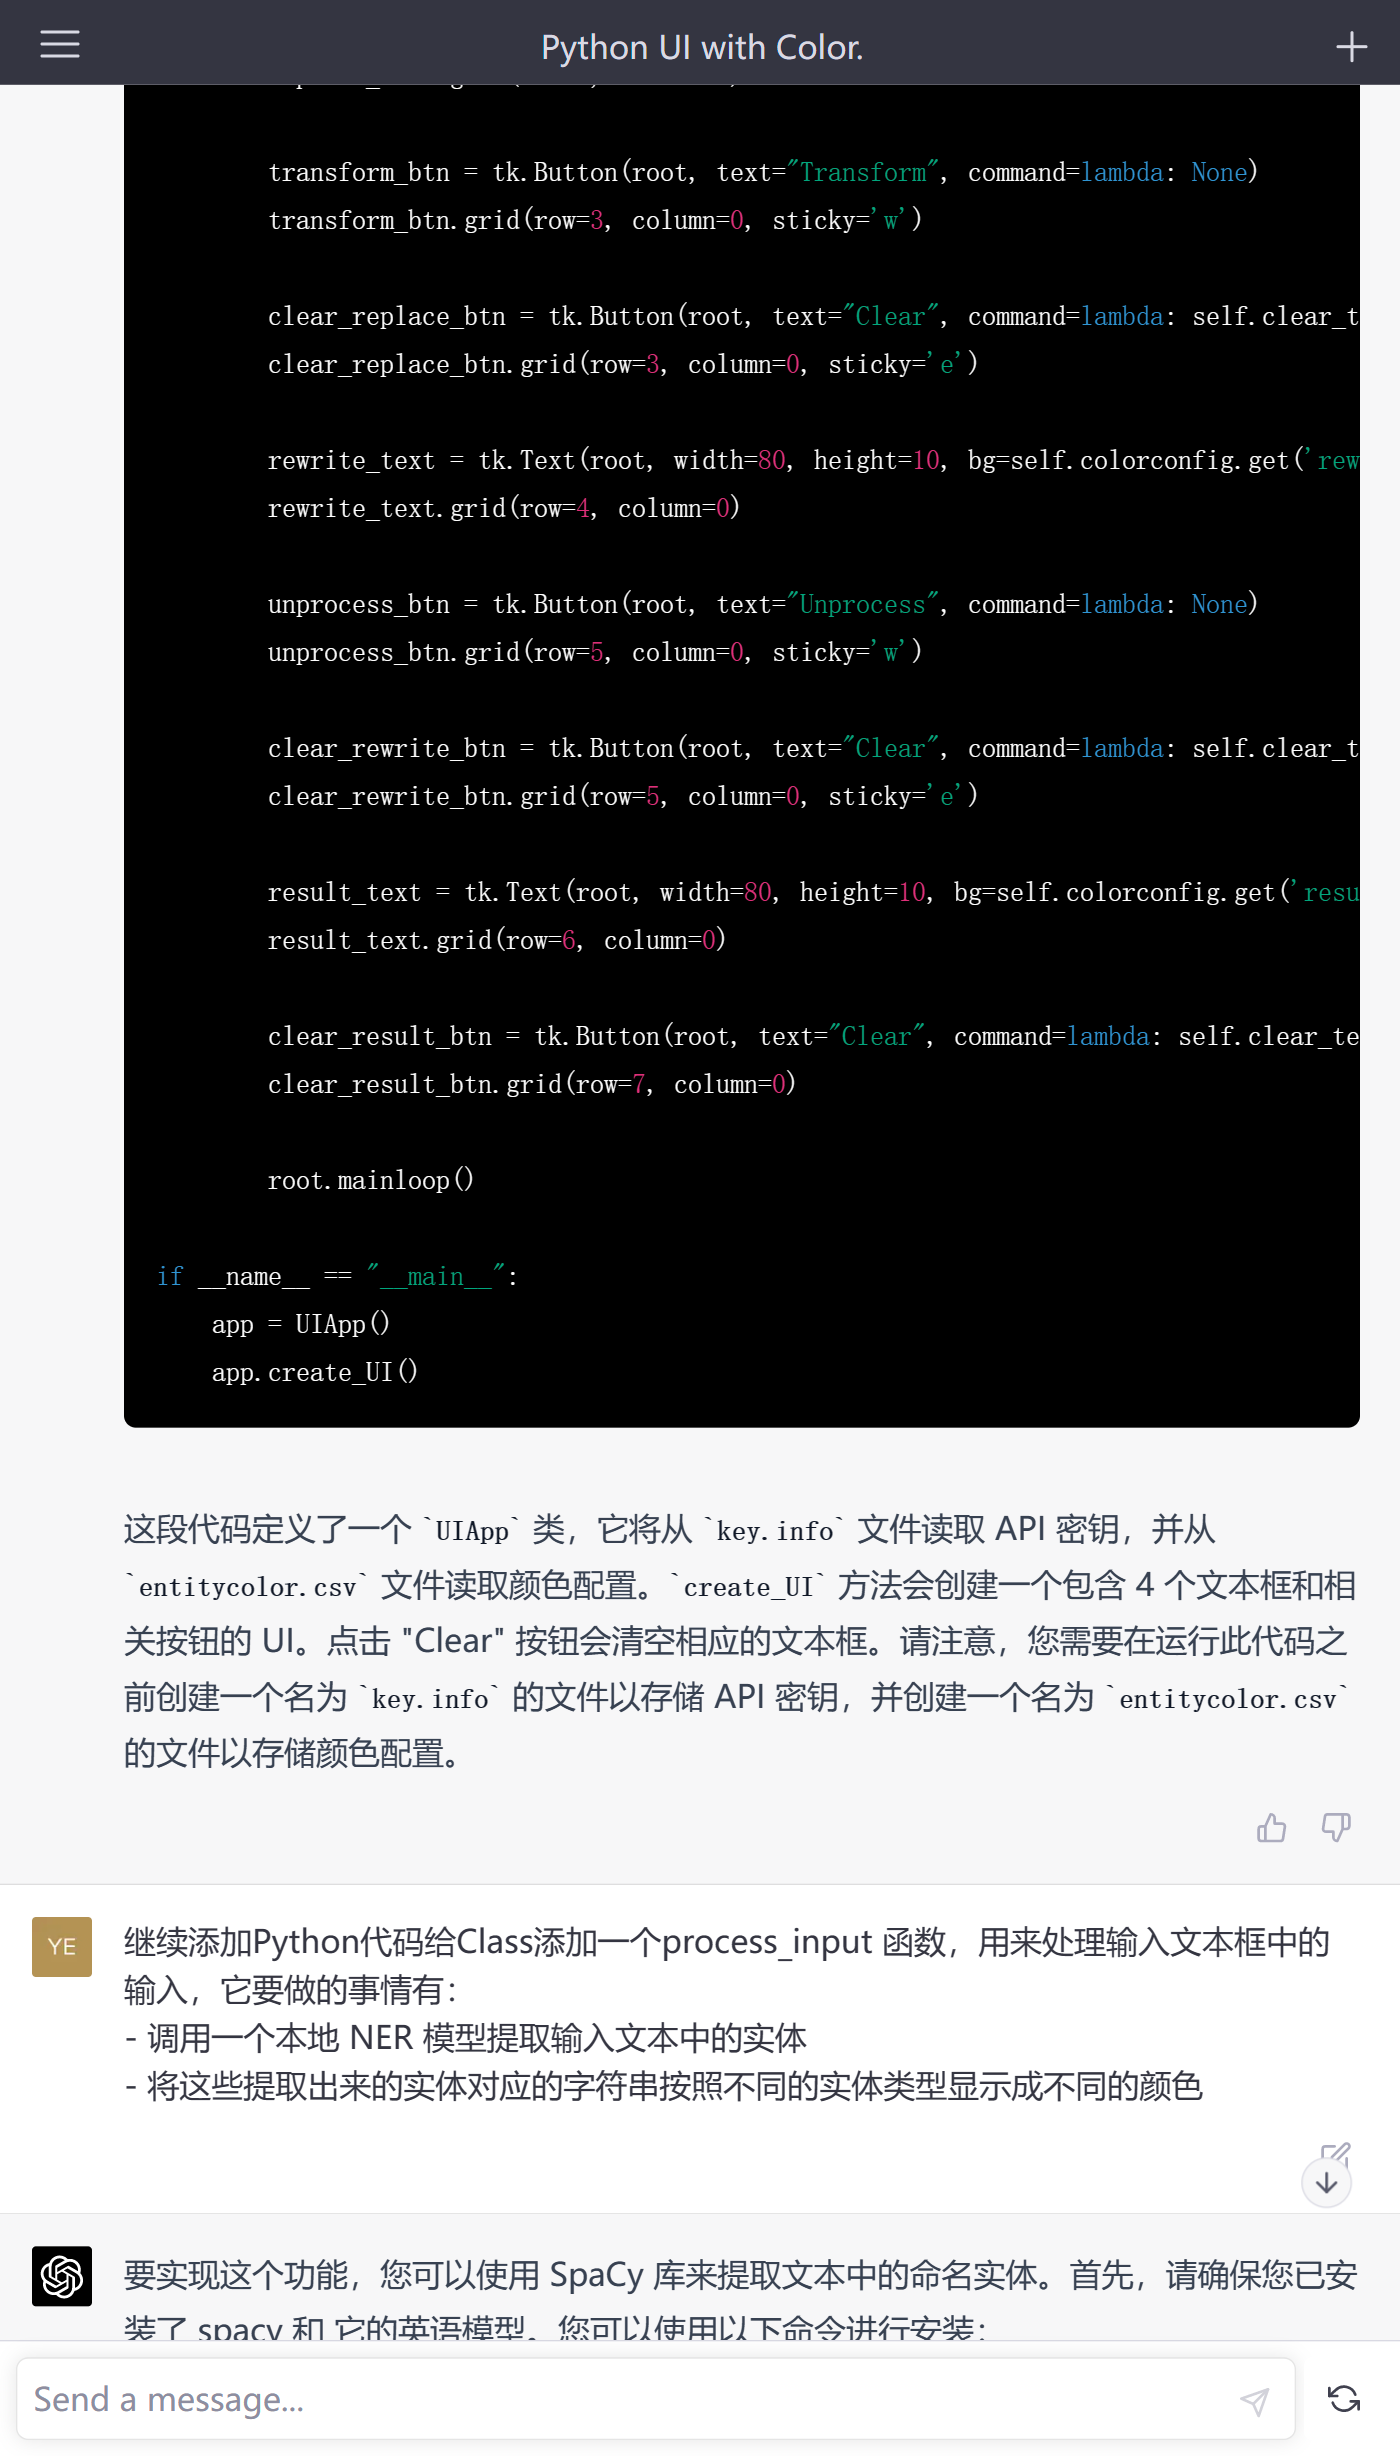 Python UI with Color.
transform_btn = tk.Button(root, text="Transform", command=lambda: None)
transform_btn.grid(row=3, column=0, sticky='w')
clear_replace_btn = tk.Button(root, text="Clear", command=lambda: self.clear_t
clear_replace_btn.grid(row=3, column=0, sticky='e')
rewrite_text = tk.Text(root, width=80, height=10, bg=self.colorconfig.get('rew
rewrite_text.grid(row=4, column=0)
unprocess_btn = tk.Button(root, text="Unprocess", command=lambda: None)
unprocess_btn.grid(row=5, column=0, sticky='w')
clear_rewrite_btn = tk.Button(root, text="Clear", command=lambda: self.clear_t
clear_rewrite_btn.grid(row=5, column=0, sticky='e')
result_text = tk.Text(root, width=80, height=10, bg=self.colorconfig.get('resu
result_text.grid(row=6, column=0)
clear_result_btn = tk.Button(root, text="Clear", command=lambda: self.clear_te
clear_result_btn.grid(row=7, column=0)
root.mainloop()
if __name__ == "__main__":
app = UIApp()
app.create_UI()
这段代码定义了一个 `UIApp` 类，它将从 `key.info` 文件读取 API 密钥，并从
`entitycolor.csv` 文件读取颜色配置。`create_UI` 方法会创建一个包含 4 个文本框和相
关按钮的 UI。点击 "Clear" 按钮会清空相应的文本框。请注意，您需要在运行此代码之
前创建一个名为 `key.info` 的文件以存储 API 密钥，并创建一个名为 `entitycolor.csv`
的文件以存储颜色配置。
YE
继续添加Python代码给Class添加一个process_input 函数，用来处理输入文本框中的
输入，它要做的事情有：
- 调用一个本地 NER 模型提取输入文本中的实体
- 将这些提取出来的实体对应的字符串按照不同的实体类型显示成不同的颜色
要实现这个功能，您可以使用 SpaCy 库来提取文本中的命名实体。首先，请确保您已安
装了 spacy 和 它的英语模型。您可以使用以下命令进行安装：
Send a message...